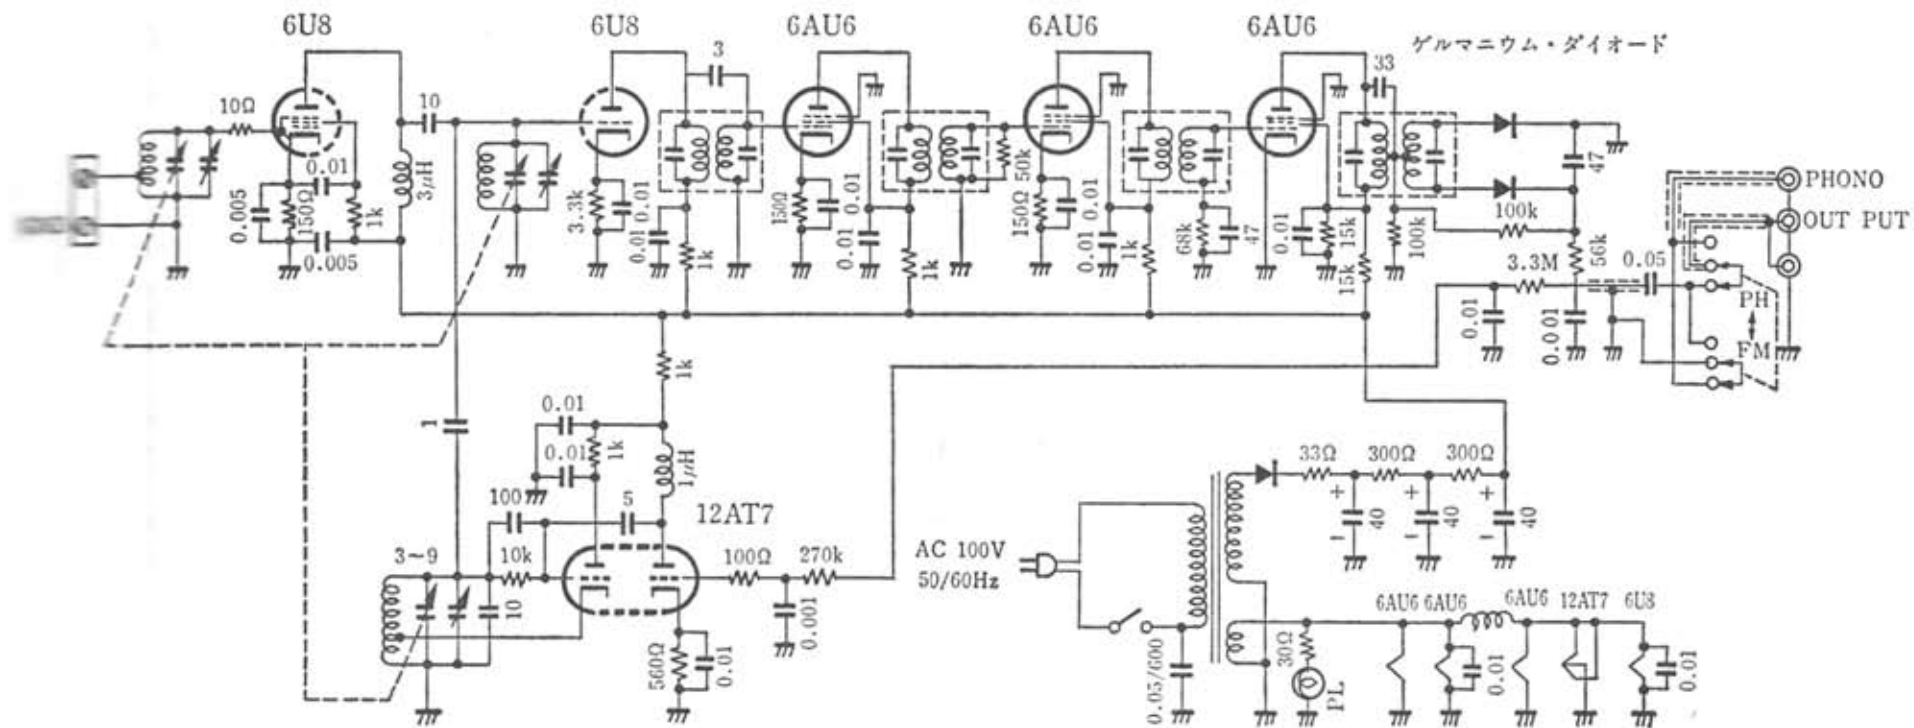 6U8
6U8
6AU6
6AU6
6AU6
ゲルマニウム・ダイオード
10Ω
10
3
33
0.01
0.005
150Ω
1k
0.005
3μH
3.3k
0.01
0.01
1k
150Ω
0.01
0.01
1k
50k
150Ω
0.01
0.01
1k
68k
47
0.01
15k
15k
100k
100k
47
56k
3.3M
0.05
0.01
0.001
PHONO
OUT PUT
PH
FM
1k
1
0.01
0.01
1k
1μH
100
5
12AT7
3~9
10k
10
100Ω
270k
0.001
560Ω
0.01
AC 100V
50/60Hz
0.05/600
33Ω
300Ω
300Ω
+
+
+
40
40
40
−
−
−
30Ω
PL
6AU6
6AU6
6AU6
12AT7
6U8
0.01
0.01